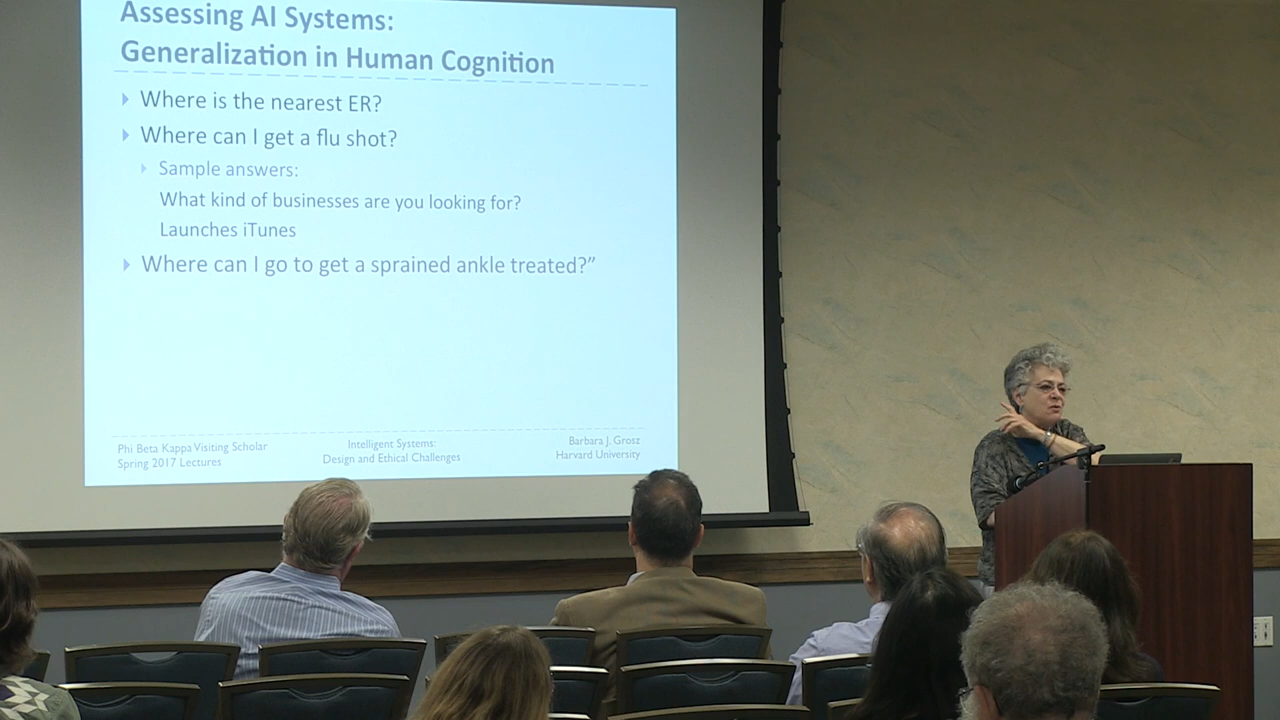 Assessing AI Systems:
Generalization in Human Cognition
Where is the nearest ER?
Where can I get a flu shot?
Sample answers:
What kind of businesses are you looking for?
Launches iTunes
Where can I go to get a sprained ankle treated?”
Phi Beta Kappa Visiting Scholar
Spring 2017 Lectures
Intelligent Systems:
Design and Ethical Challenges
Barbara J. Grosz
Harvard University